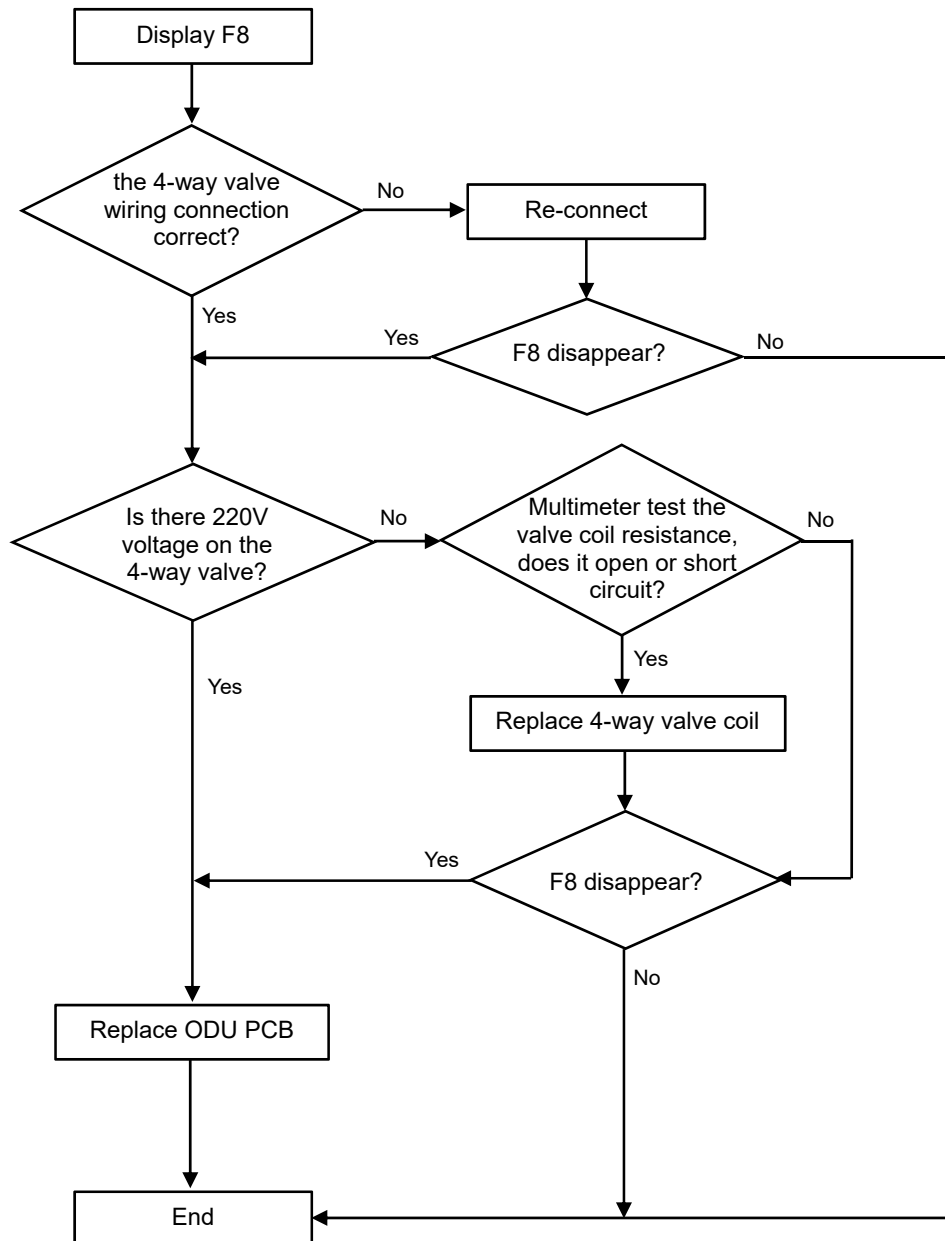 Display F8
the 4-way valve
wiring connection
correct?
No
Re-connect
Yes
Yes
F8 disappear?
No
Is there 220V
voltage on the
4-way valve?
No
Multimeter test the
valve coil resistance,
does it open or short
circuit?
No
Yes
Yes
Replace 4-way valve coil
Yes
F8 disappear?
No
Replace ODU PCB
End